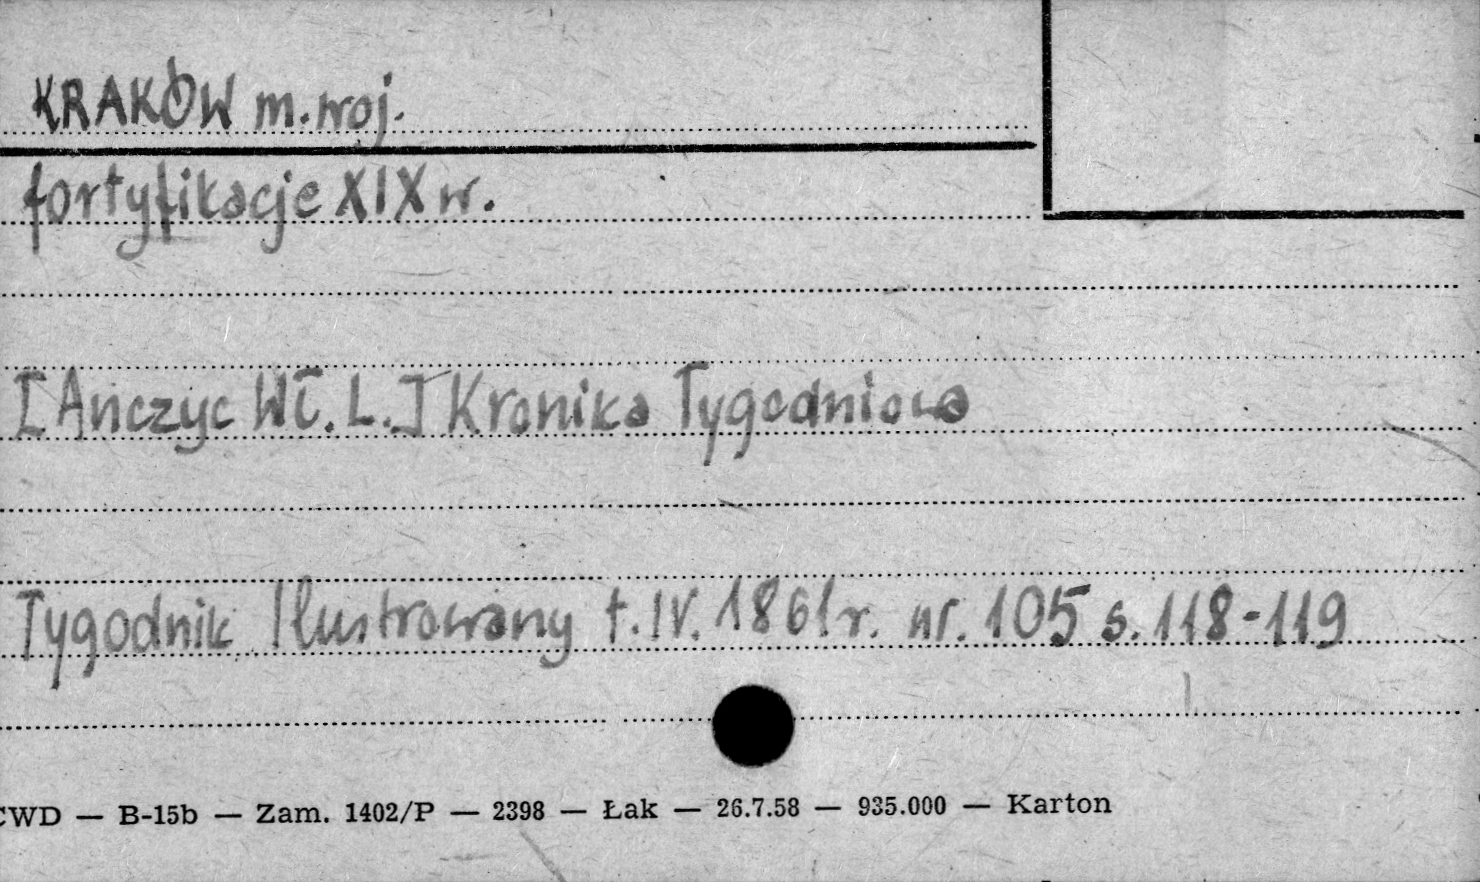 KRAKÓW m. woj.
fortyfikacje XIX w.
[Anczyc Wł. L.] Kronika Tygodniowa
Tygodnik Ilustrowany t. IV. 1861 r. nr. 105 s. 118-119
CWD — B-15b — Zam. 1402/P — 2398 — Łak — 26.7.58 — 935.000 — Karton